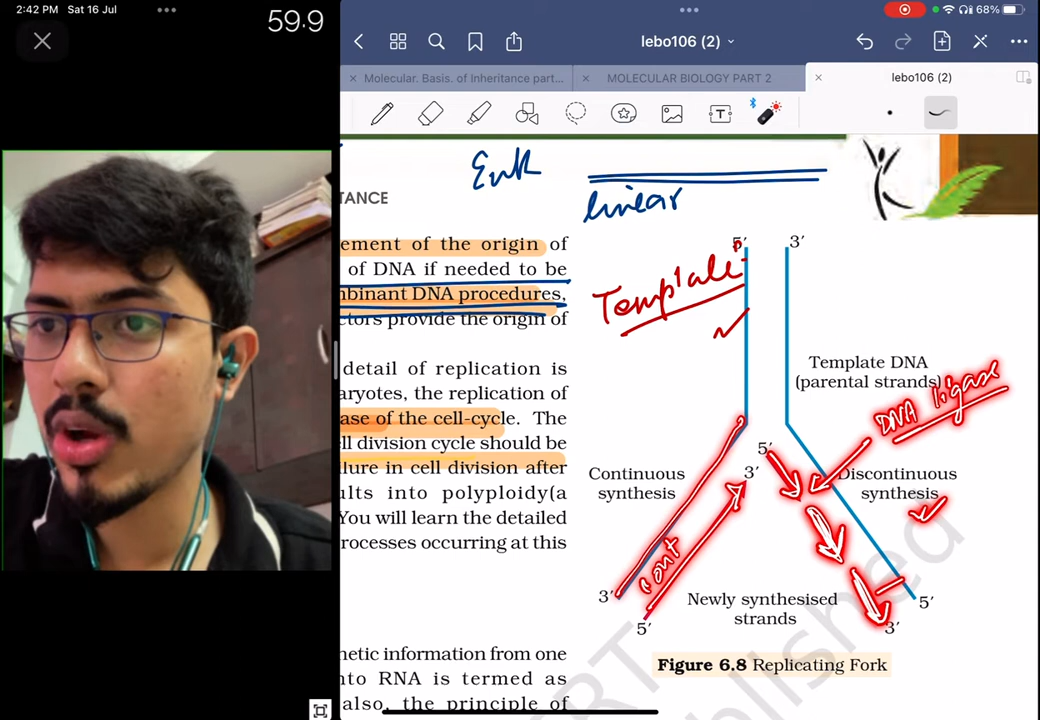 2:42 PM Sat 16 Jul
59.9
68%
lebo106 (2)
Molecular. Basis. of Inheritance part...
MOLECULAR BIOLOGY PART 2
lebo106 (2)
T
Euk
linear
TANCE
ement of the origin of
of DNA if needed to be
nbinant DNA procedures,
ctors provide the origin of
detail of replication is
aryotes, the replication of
ase of the cell-cycle. The
ell division cycle should be
ilure in cell division after
ults into polyploidy(a
You will learn the detailed
rocesses occurring at this
netic information from one
nto RNA is termed as
also, the principle of
5' 3'
Template
Template DNA
(parental strands)
DNA ligase
5'
3'
Continuous
synthesis
Discontinuous
synthesis
cont
3' 5'
5' 3'
Newly synthesised
strands
Figure 6.8 Replicating Fork